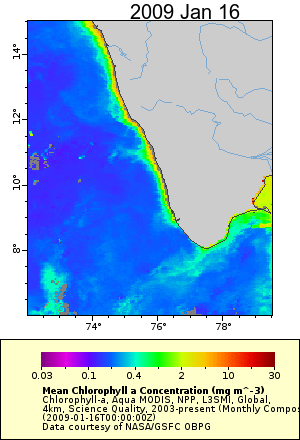 2009 Jan 16
14°
12°
10°
8°
74° 76° 78°
0.03 0.1 0.4 2 10 30
Mean Chlorophyll a Concentration (mg m^-3)
Chlorophyll-a, Aqua MODIS, NPP, L3SMI, Global,
4km, Science Quality, 2003-present (Monthly Compos
(2009-01-16T00:00:00Z)
Data courtesy of NASA/GSFC OBPG